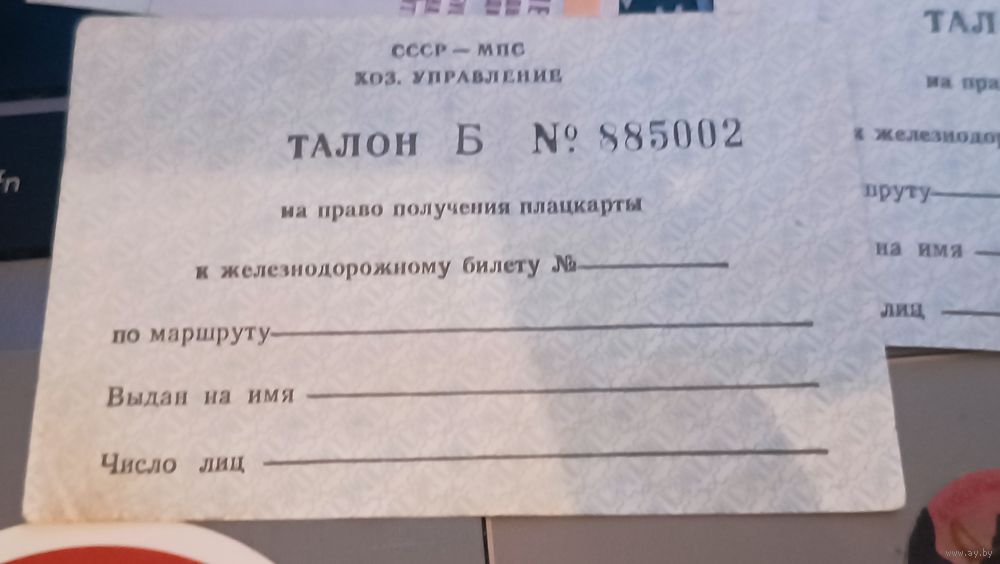 СССР — МПС
ХОЗ. УПРАВЛЕНИЕ
ТАЛОН Б № 885002
на право получения плацкарты
к железнодорожному билету №
по маршруту
Выдан на имя
Число лиц
ТАЛ
на пра
к железнодор
шруту
на имя
лиц
www.ay.by